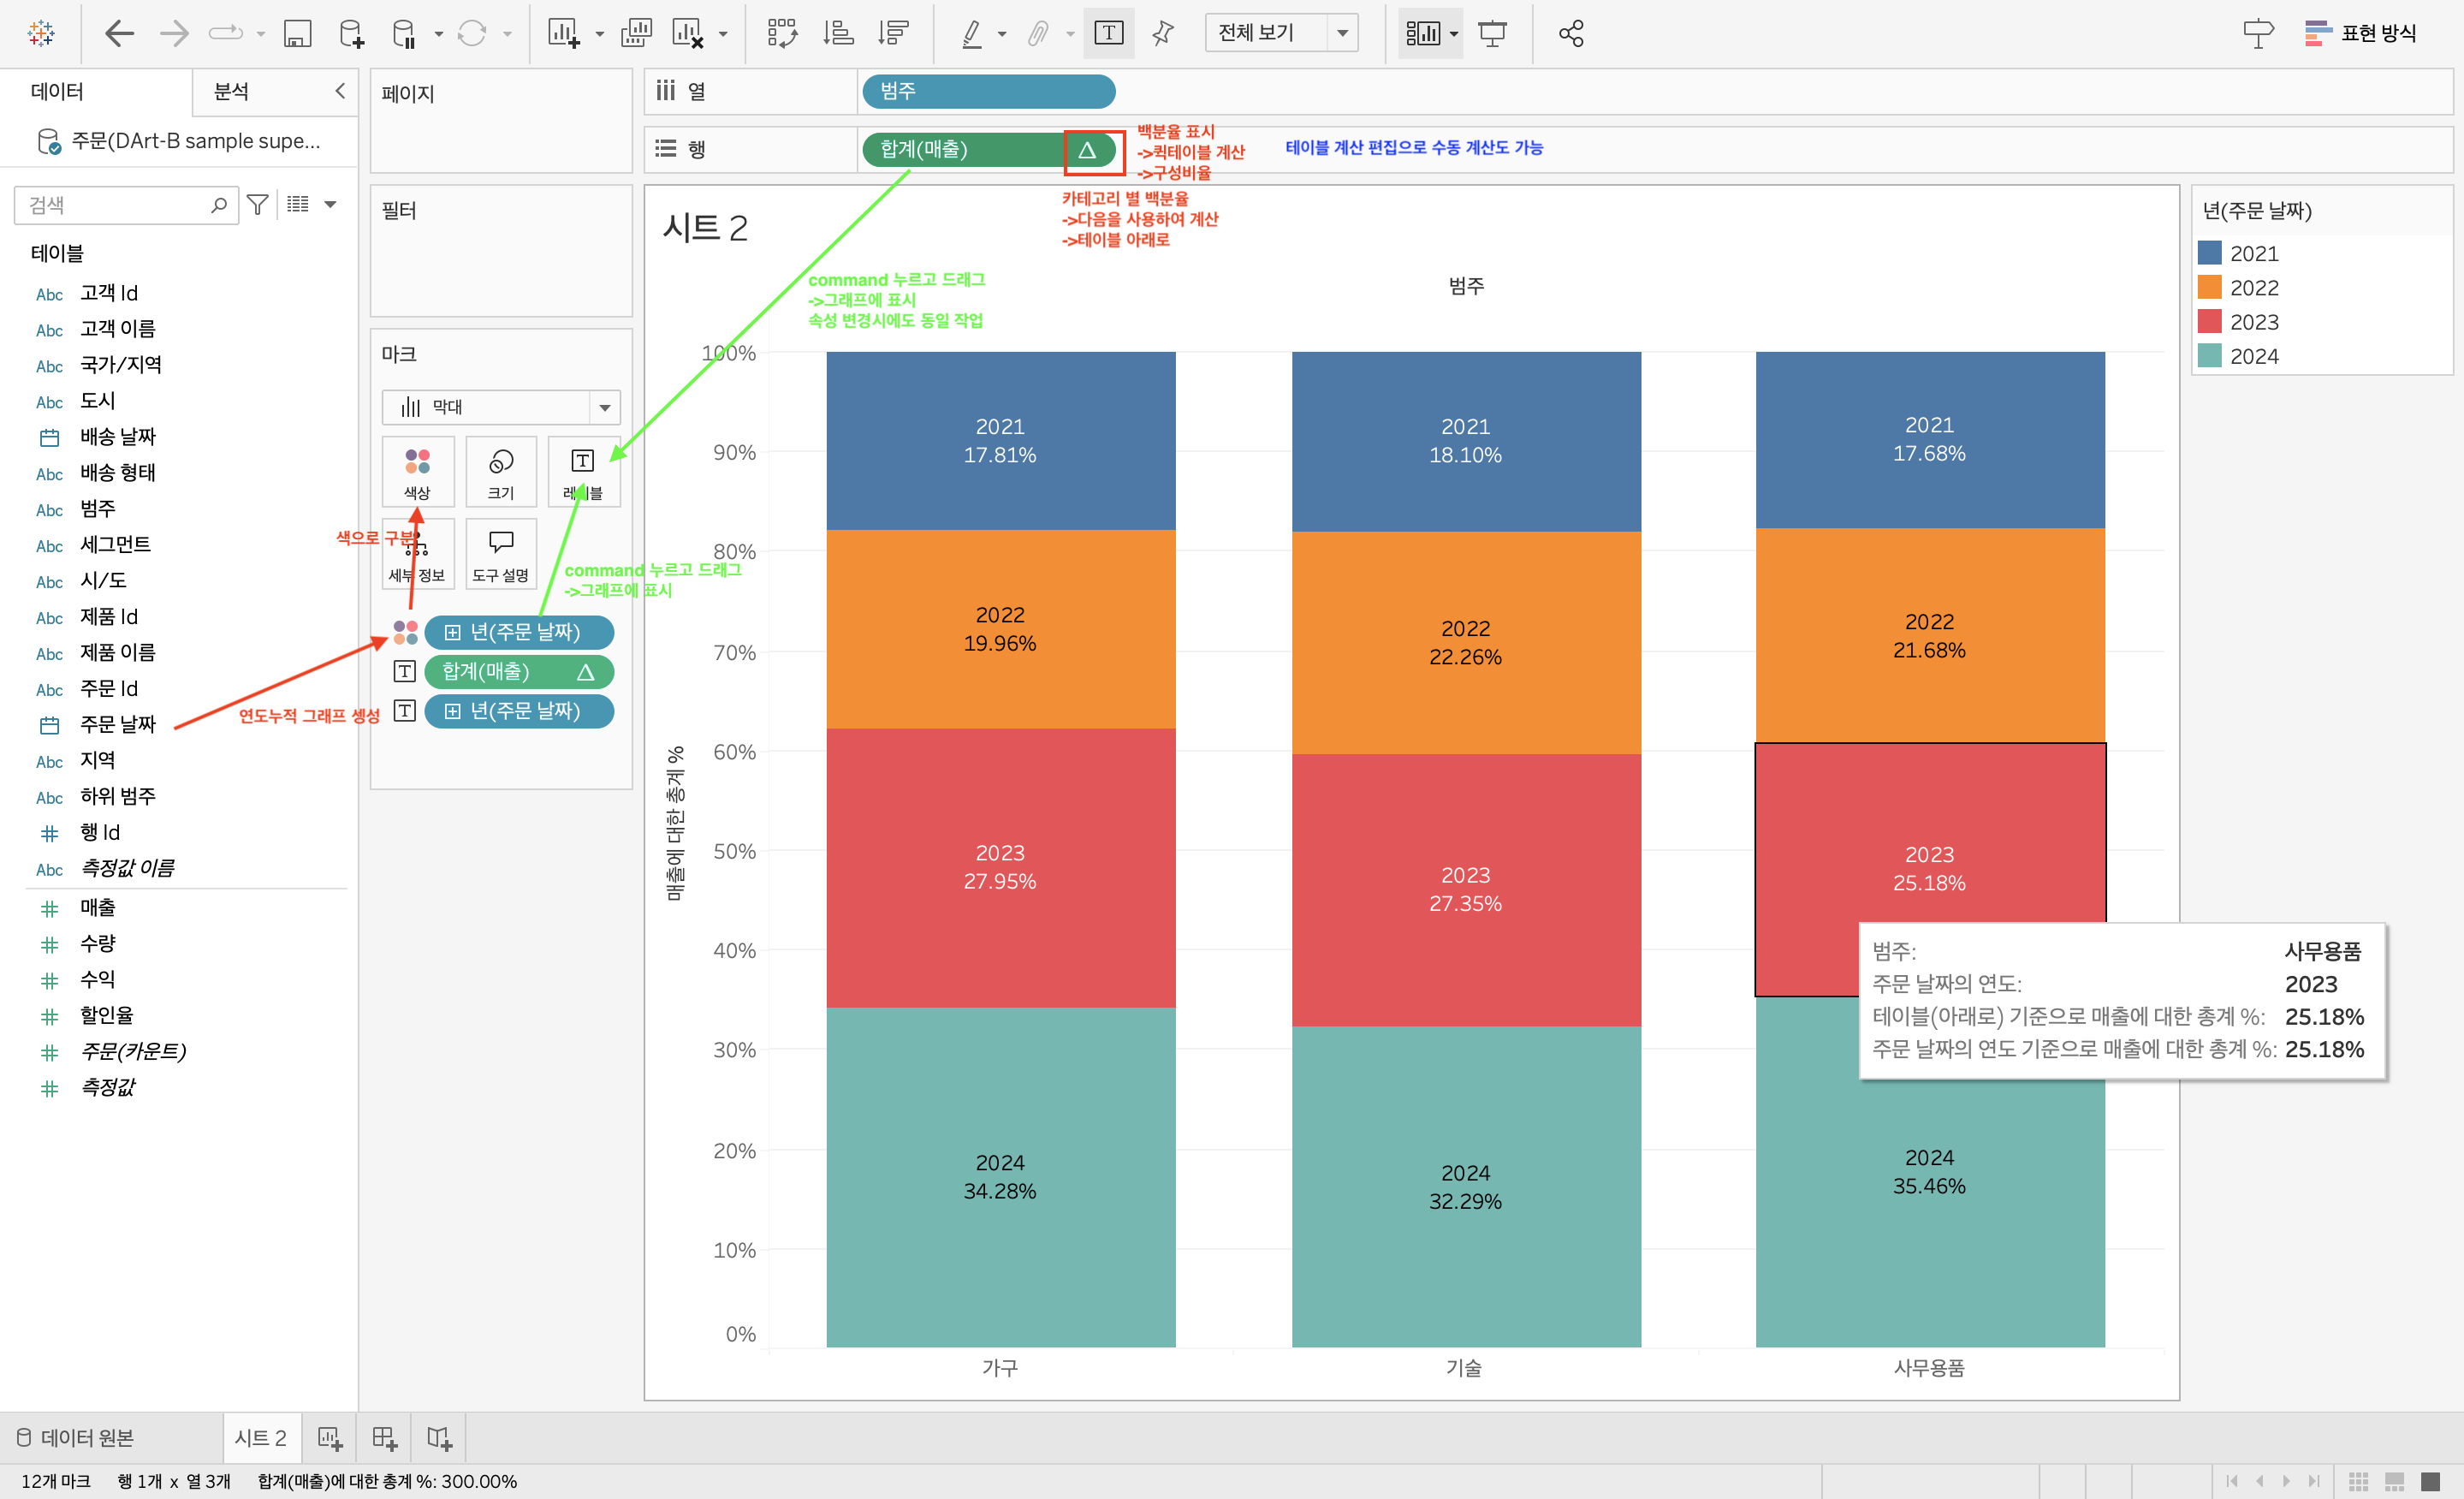 전체 보기
표현 방식
데이터
분석
주문(DArt-B sample supe...
검색
테이블
Abc 고객 Id
Abc 고객 이름
Abc 국가/지역
Abc 도시
배송 날짜
Abc 배송 형태
Abc 범주
Abc 세그먼트
Abc 시/도
Abc 제품 Id
Abc 제품 이름
Abc 주문 Id
주문 날짜
Abc 지역
Abc 하위 범주
행 Id
Abc 측정값 이름
매출
수량
수익
할인율
주문(카운트)
측정값
페이지
필터
마크
막대
색상
크기
레이블
세부 정보
도구 설명
년(주문 날짜)
합계(매출)
년(주문 날짜)
색으로 구분
연도누적 그래프 셍성
command 누르고 드래그
->그래프에 표시
열
범주
행
합계(매출)
백분율 표시
->퀵테이블 계산
->구성비율
테이블 계산 편집으로 수동 계산도 가능
카테고리 별 백분율
->다음을 사용하여 계산
->테이블 아래로
시트 2
command 누르고 드래그
->그래프에 표시
속성 변경시에도 동일 작업
범주
매출에 대한 총계 %
100%
90%
80%
70%
60%
50%
40%
30%
20%
10%
0%
2021
17.81%
2022
19.96%
2023
27.95%
2024
34.28%
가구
2021
18.10%
2022
22.26%
2023
27.35%
2024
32.29%
기술
2021
17.68%
2022
21.68%
2023
25.18%
2024
35.46%
사무용품
범주: 사무용품
주문 날짜의 연도: 2023
테이블(아래로) 기준으로 매출에 대한 총계 %: 25.18%
주문 날짜의 연도 기준으로 매출에 대한 총계 %: 25.18%
년(주문 날짜)
2021
2022
2023
2024
데이터 원본
시트 2
12개 마크 행 1개 x 열 3개 합계(매출)에 대한 총계 %: 300.00%